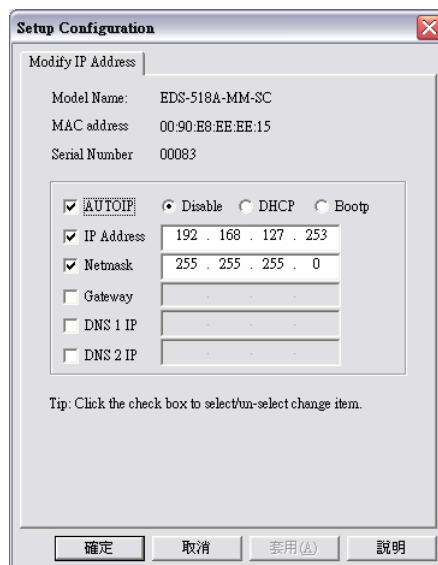 Setup Configuration
Modify IP Address
Model Name: EDS-518A-MM-SC
MAC address 00:90:E8:EE:EE:15
Serial Number 00083
AUTOIP Disable DHCP Bootp
IP Address 192 . 168 . 127 . 253
Netmask 255 . 255 . 255 . 0
Gateway
DNS 1 IP
DNS 2 IP
Tip: Click the check box to select/un-select change item.
確定 取消 套用(A) 說明